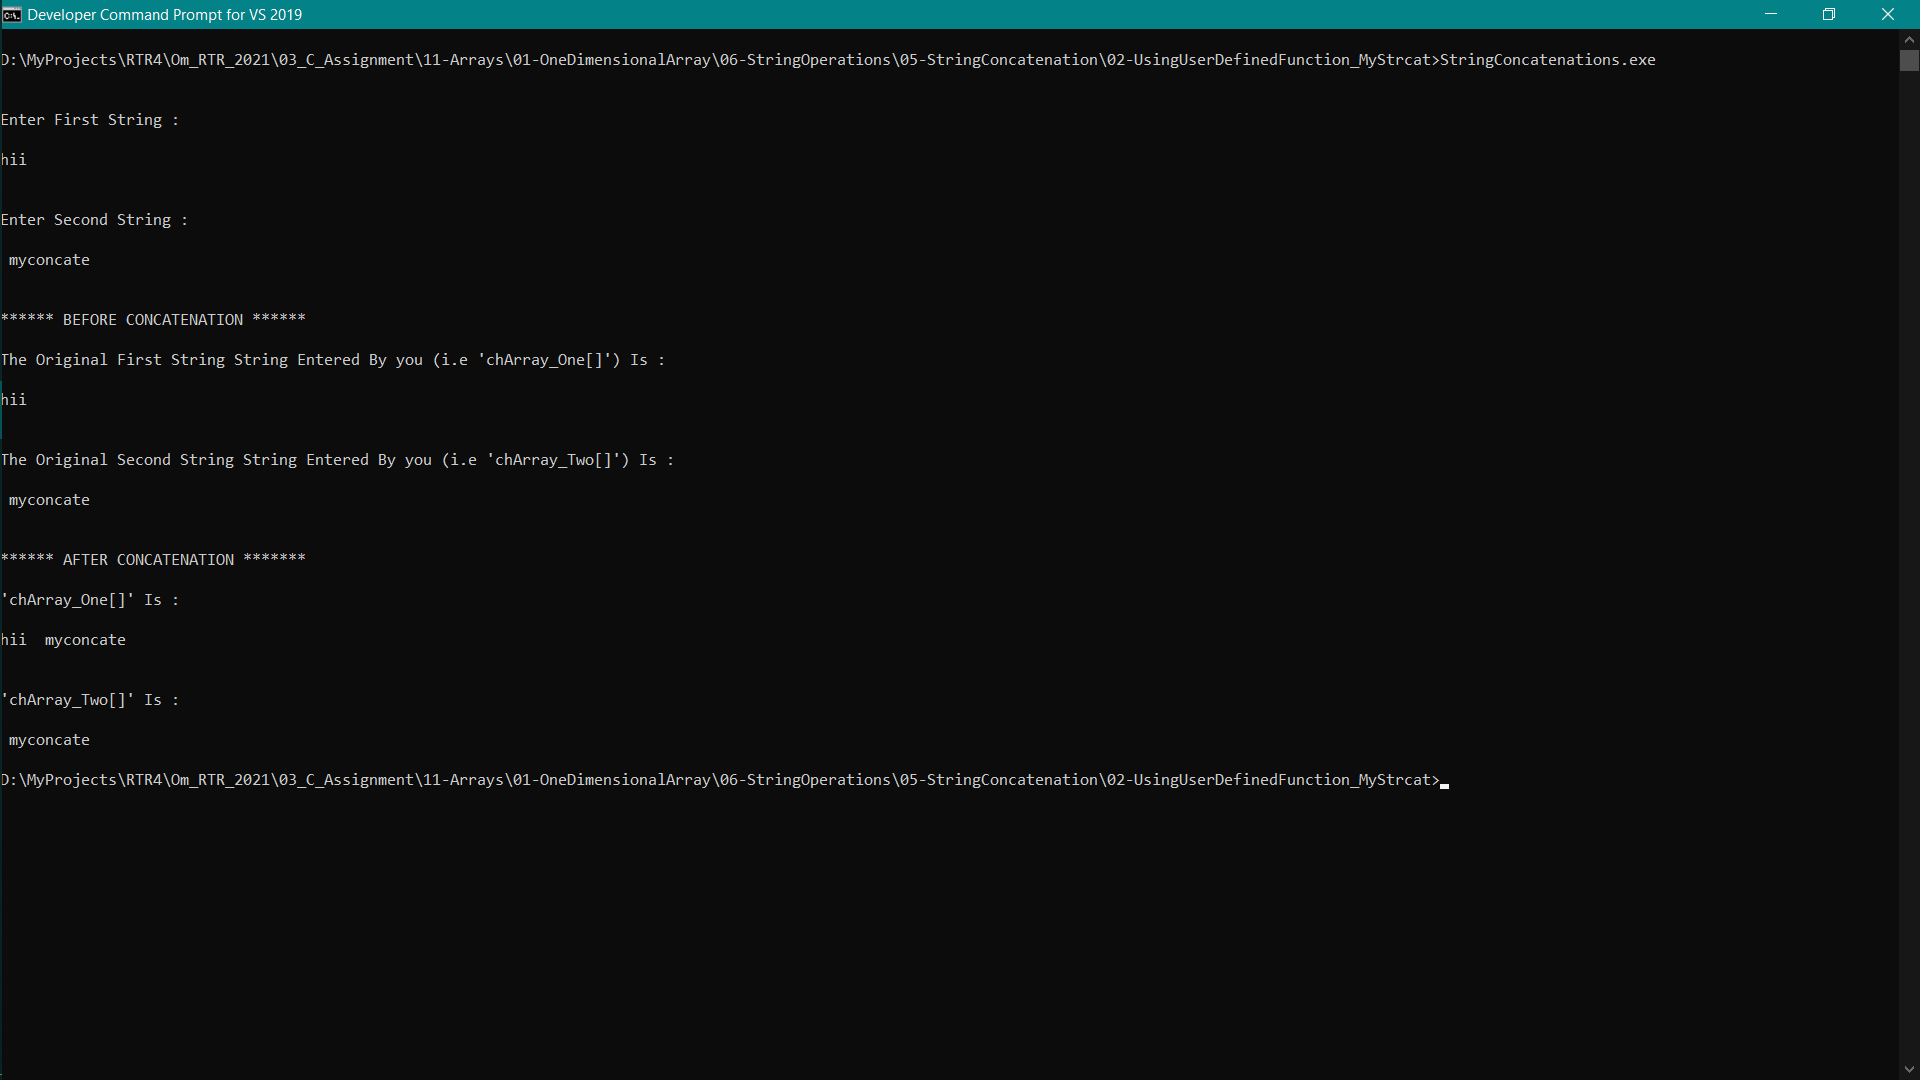 Developer Command Prompt for VS 2019
D:\MyProjects\RTR4\Om_RTR_2021\03_C_Assignment\11-Arrays\01-OneDimensionalArray\06-StringOperations\05-StringConcatenation\02-UsingUserDefinedFunction_MyStrcat>StringConcatenations.exe
Enter First String :
hii
Enter Second String :
 myconcate
****** BEFORE CONCATENATION ******
The Original First String String Entered By you (i.e 'chArray_One[]') Is :
hii
The Original Second String String Entered By you (i.e 'chArray_Two[]') Is :
 myconcate
****** AFTER CONCATENATION *******
'chArray_One[]' Is :
hii  myconcate
'chArray_Two[]' Is :
 myconcate
D:\MyProjects\RTR4\Om_RTR_2021\03_C_Assignment\11-Arrays\01-OneDimensionalArray\06-StringOperations\05-StringConcatenation\02-UsingUserDefinedFunction_MyStrcat>